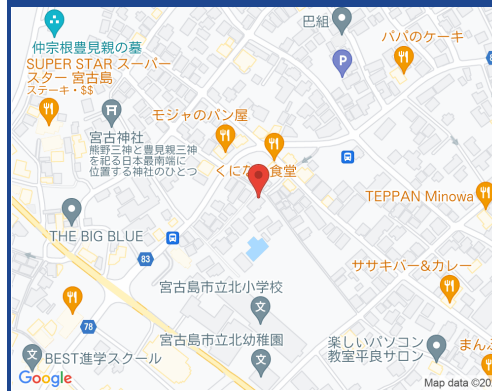 巴組
仲宗根豊見親の墓
パパのケーキ
SUPER STAR スーパー
スター 宮古島
ステーキ・$$
P
モジャのパン屋
宮古神社
熊野三神と豊見親三神
を祀る日本最南端に
位置する神社のひとつ
食堂
TEPPAN Minowa
THE BIG BLUE
83
ササキバー&カレー
宮古島市立北小学校
78
宮古島市立北幼稚園
楽しいパソコン
教室平良サロン
まんぷ
BEST進学スクール
文
文
文
Google
Map data ©20